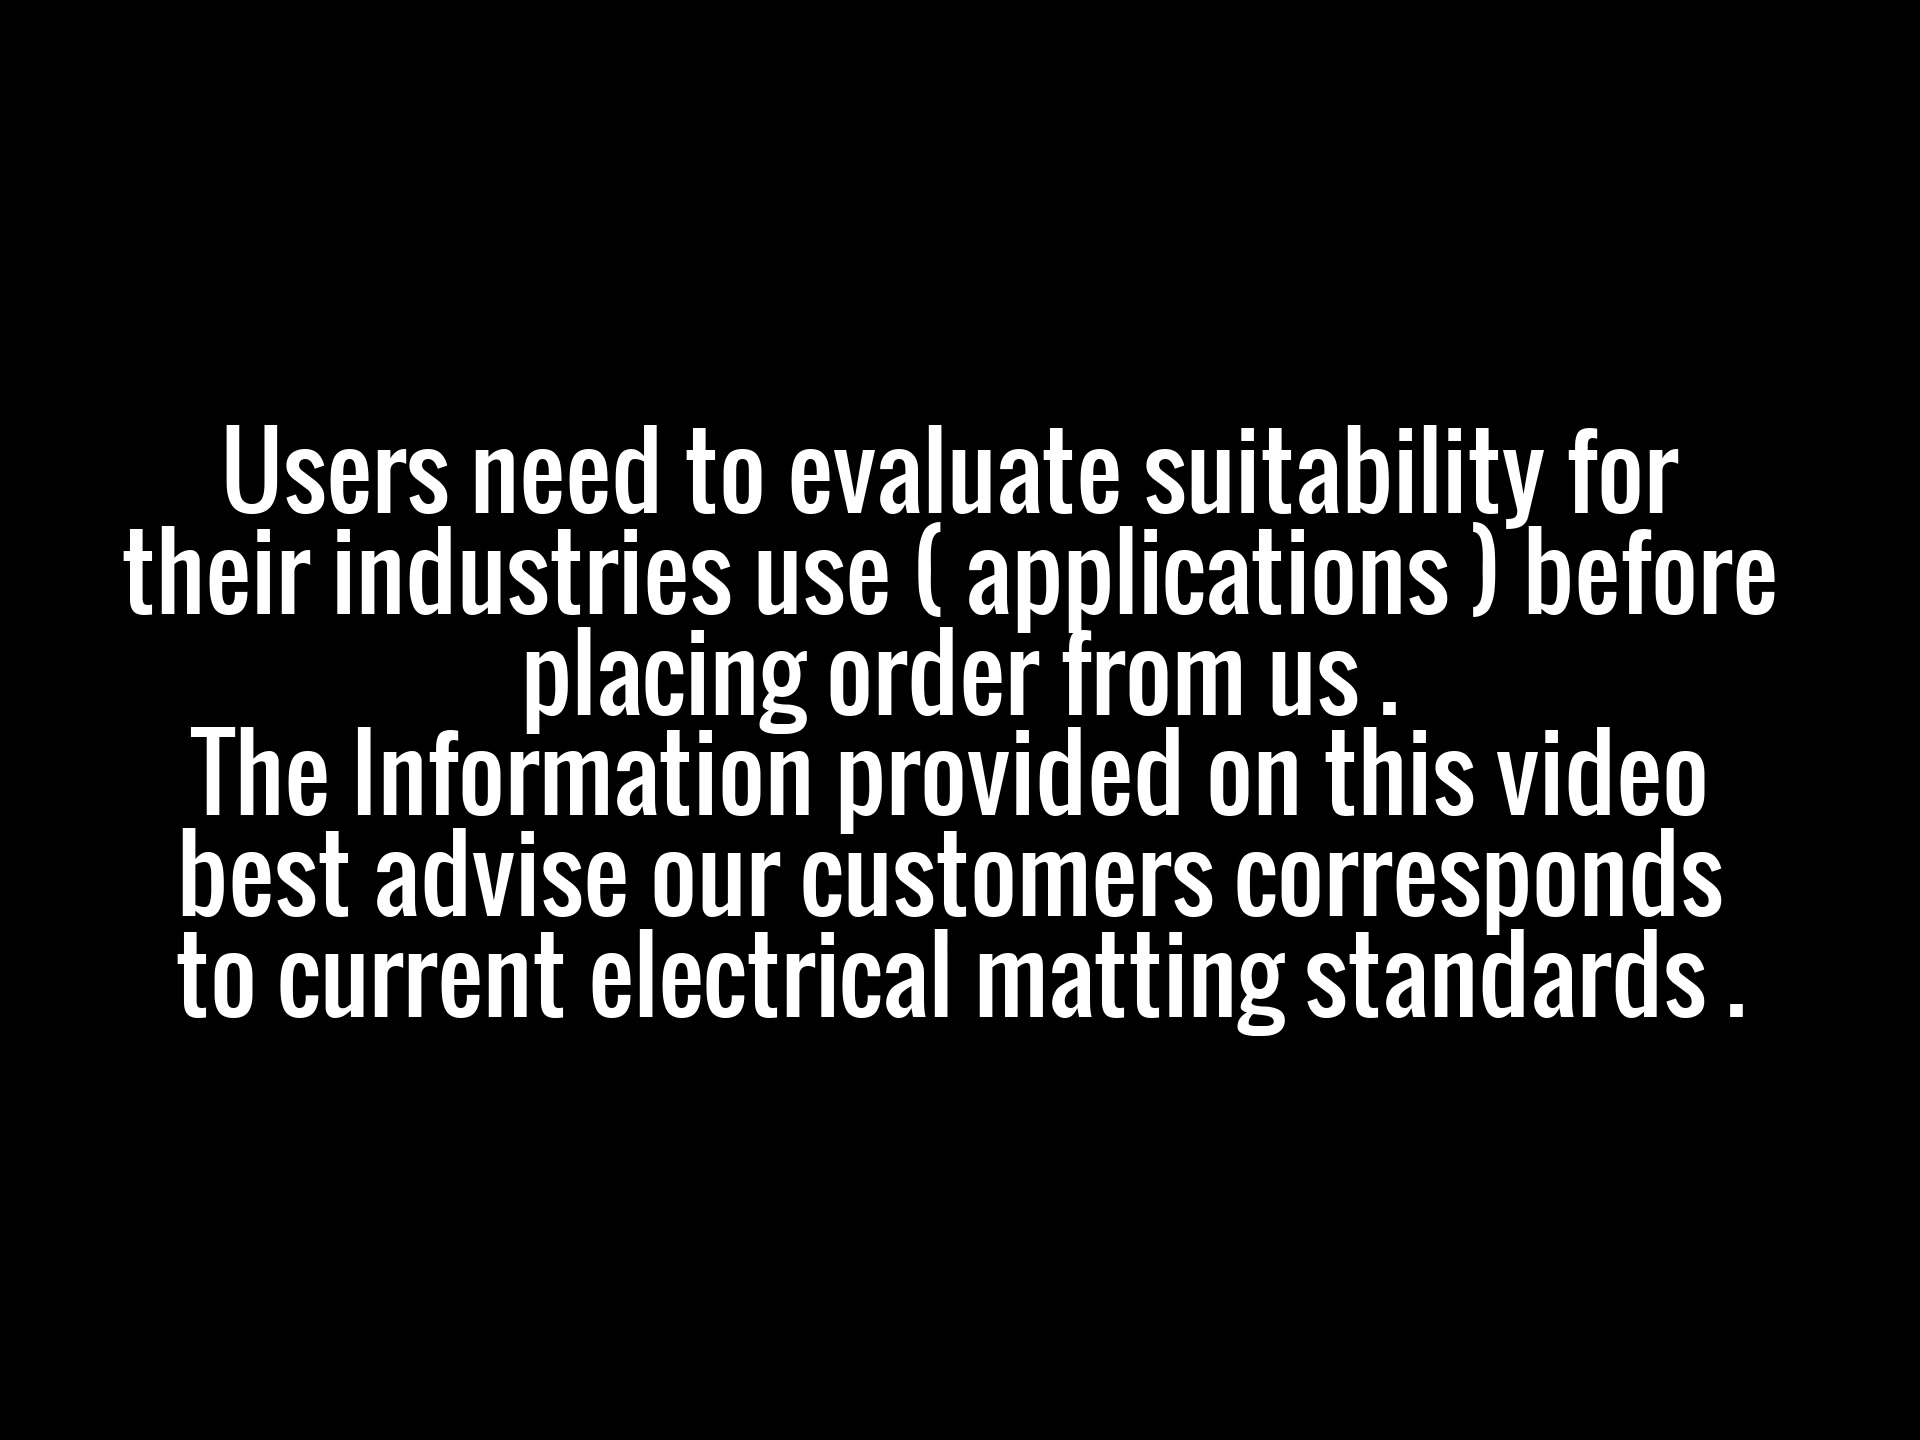 Users need to evaluate suitability for
their industries use ( applications ) before
placing order from us .
The Information provided on this video
best advise our customers corresponds
to current electrical matting standards .